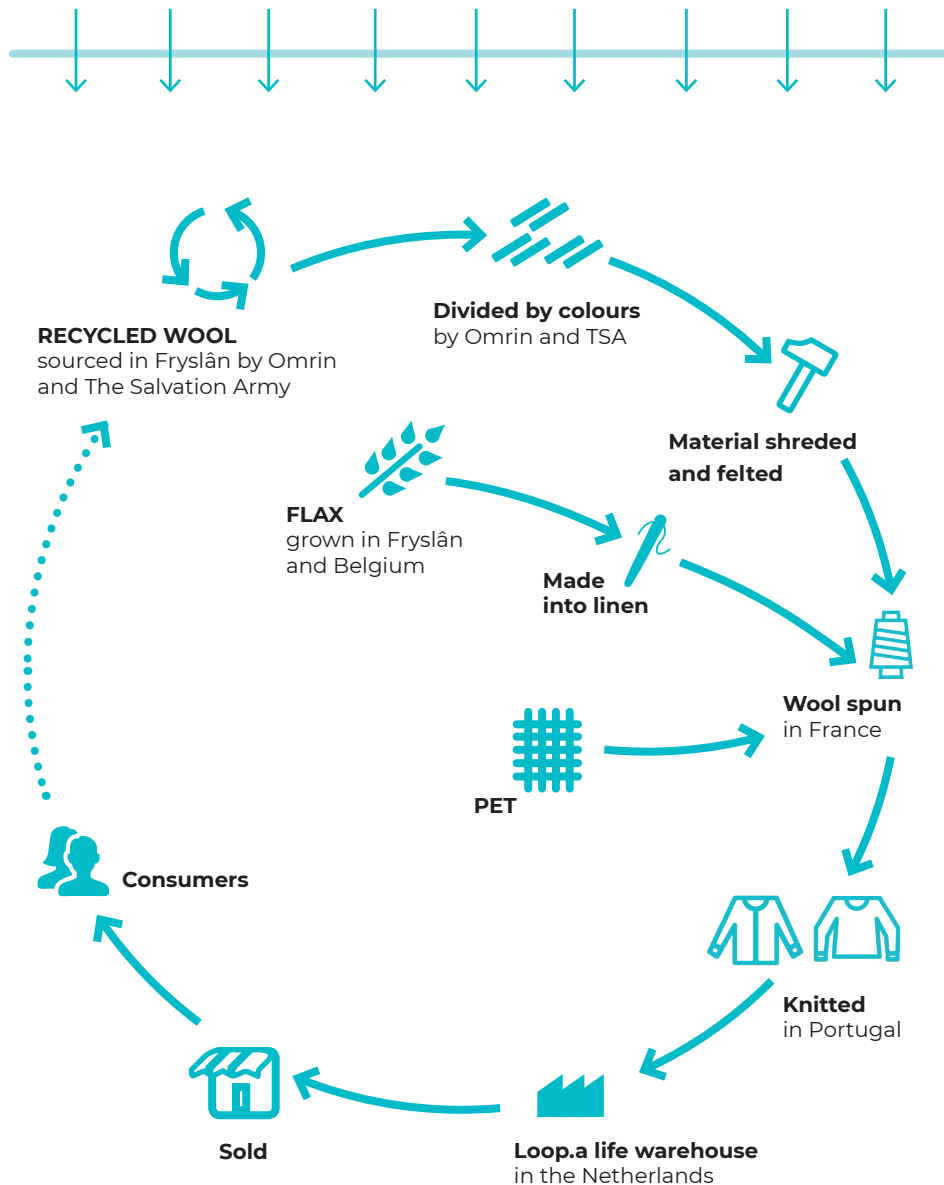 RECYCLED WOOL
sourced in Fryslân by Omrin
and The Salvation Army
Divided by colours
by Omrin and TSA
Material shreded
and felted
FLAX
grown in Fryslân
and Belgium
Made
into linen
Wool spun
in France
PET
Consumers
Knitted
in Portugal
Sold
Loop.a life warehouse
in the Netherlands